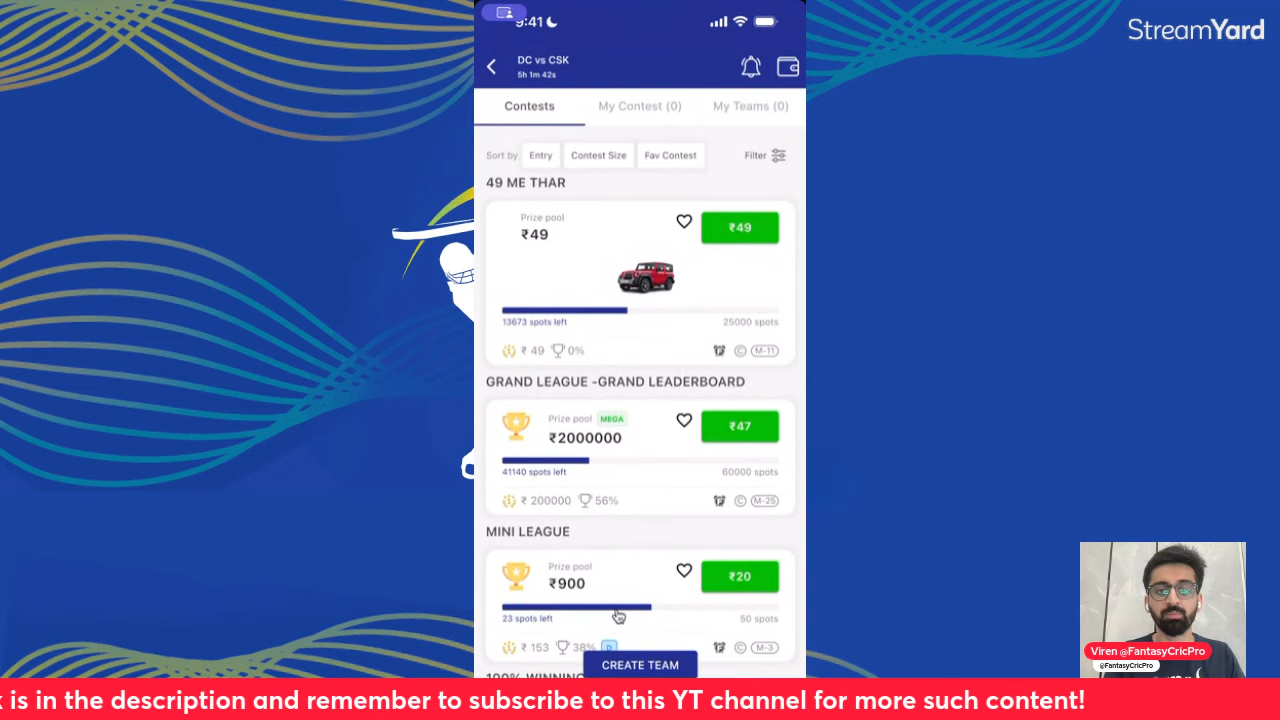 StreamYard
9:41
DC vs CSK
5h 1m 42s
Contests
My Contest (0)
My Teams (0)
Sort by
Entry
Contest Size
Fav Contest
Filter
49 ME THAR
Prize pool
₹49
₹49
13673 spots left
25000 spots
₹ 49
0%
C
M-11
GRAND LEAGUE -GRAND LEADERBOARD
Prize pool
MEGA
₹2000000
₹47
41140 spots left
60000 spots
₹ 200000
56%
C
M-25
MINI LEAGUE
Prize pool
₹900
₹20
23 spots left
50 spots
₹ 153
38%
C
M-3
CREATE TEAM
100% WINNING
Viren @FantasyCricPro
@FantasyCricPro
is in the description and remember to subscribe to this YT channel for more such content!